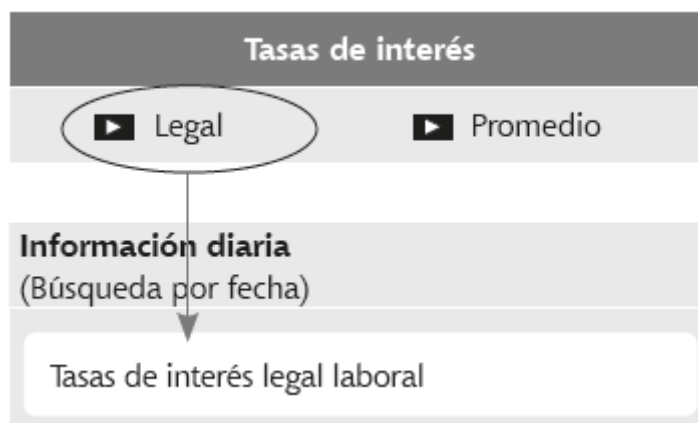 Tasas de interés
Legal Promedio
Información diaria
(Búsqueda por fecha)
Tasas de interés legal laboral